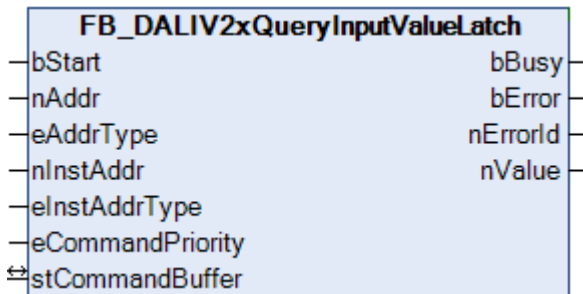 FB_DALIV2xQueryInputValueLatch
bStart bBusy
nAddr bError
eAddrType nErrorId
nInstAddr nValue
eInstAddrType
eCommandPriority
stCommandBuffer